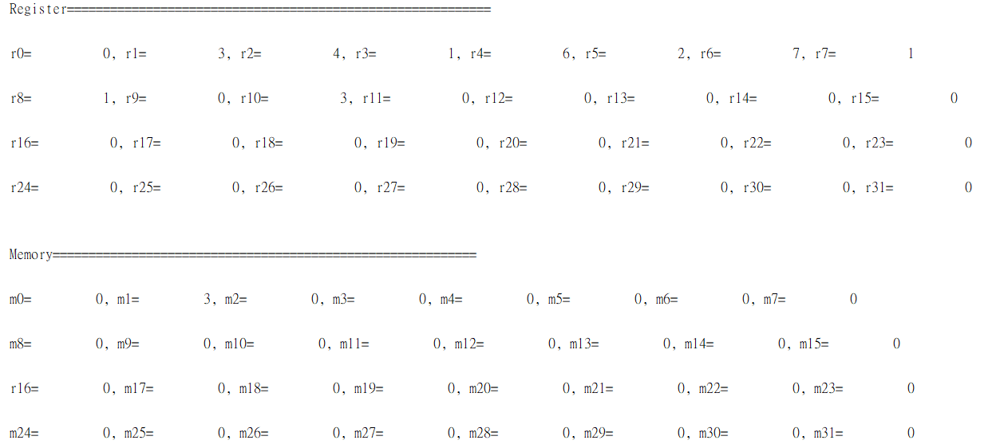 Register===========================================================
r0=          0, r1=          3, r2=          4, r3=          1, r4=          6, r5=          2, r6=          7, r7=          1
r8=          1, r9=          0, r10=          3, r11=          0, r12=          0, r13=          0, r14=          0, r15=          0
r16=          0, r17=          0, r18=          0, r19=          0, r20=          0, r21=          0, r22=          0, r23=          0
r24=          0, r25=          0, r26=          0, r27=          0, r28=          0, r29=          0, r30=          0, r31=          0
Memory===========================================================
m0=         0, m1=         3, m2=         0, m3=         0, m4=         0, m5=         0, m6=         0, m7=         0
m8=         0, m9=         0, m10=         0, m11=         0, m12=         0, m13=         0, m14=         0, m15=         0
r16=         0, m17=         0, m18=         0, m19=         0, m20=         0, m21=         0, m22=         0, m23=         0
m24=         0, m25=         0, m26=         0, m27=         0, m28=         0, m29=         0, m30=         0, m31=         0